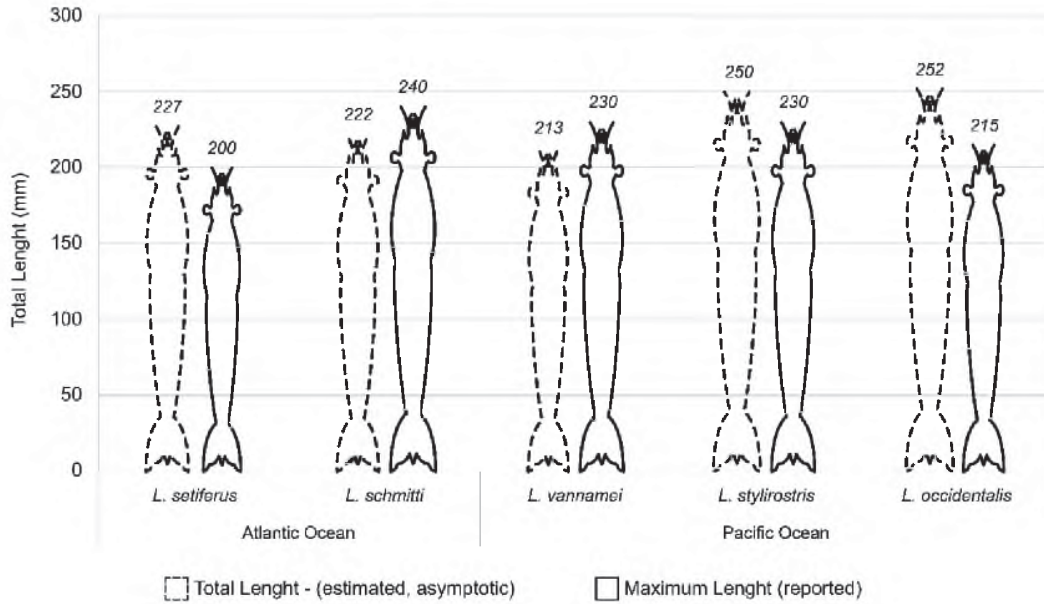 300
250
200
150
100
50
0
Total Lenght (mm)
227
200
222
240
213
230
250
230
252
215
L. setiferus
L. schmitti
L. vannamei
L. stylirostris
L. occidentalis
Atlantic Ocean
Pacific Ocean
Total Lenght - (estimated, asymptotic)
Maximum Lenght (reported)